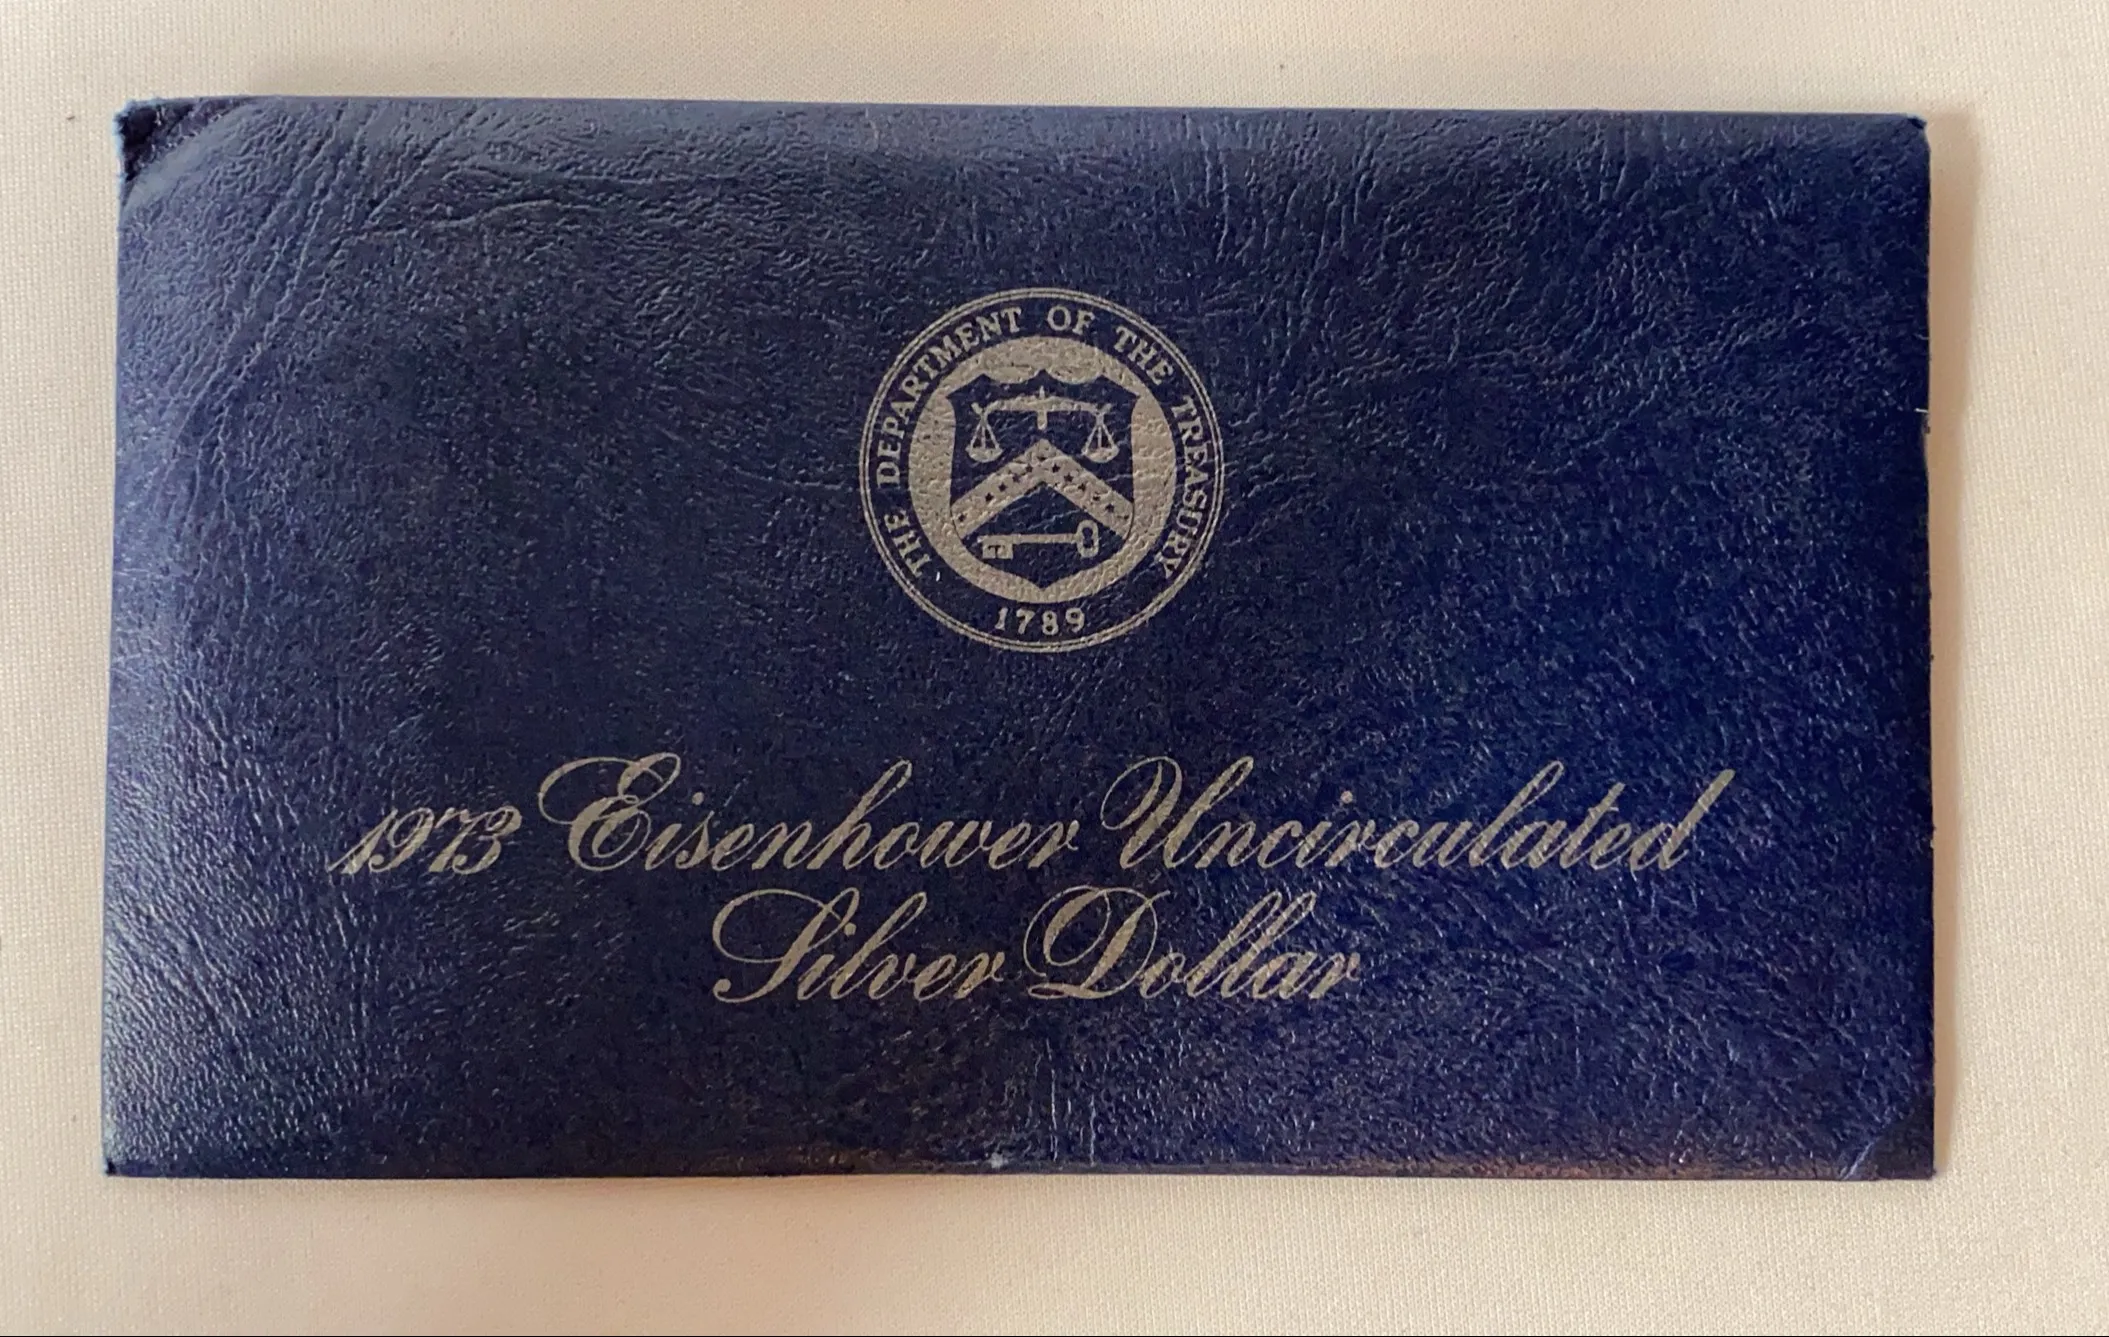 THE DEPARTMENT OF THE TREASURY
1789
1973 Eisenhower Uncirculated
Silver Dollar